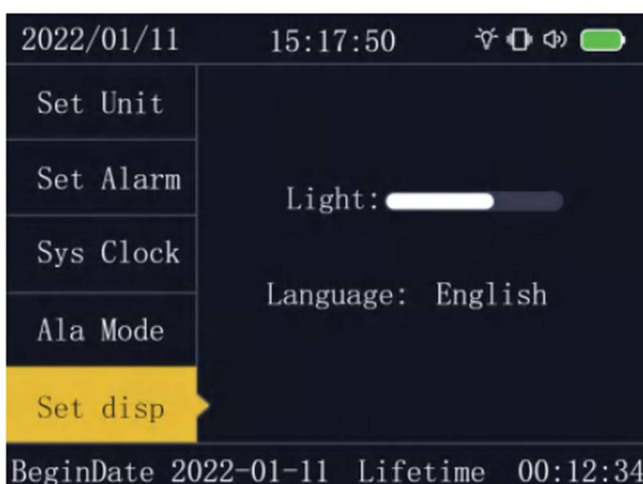 2022/01/11 15:17:50
Set Unit
Set Alarm
Sys Clock
Ala Mode
Set disp
Light:
Language: English
BeginDate 2022-01-11 Lifetime 00:12:34